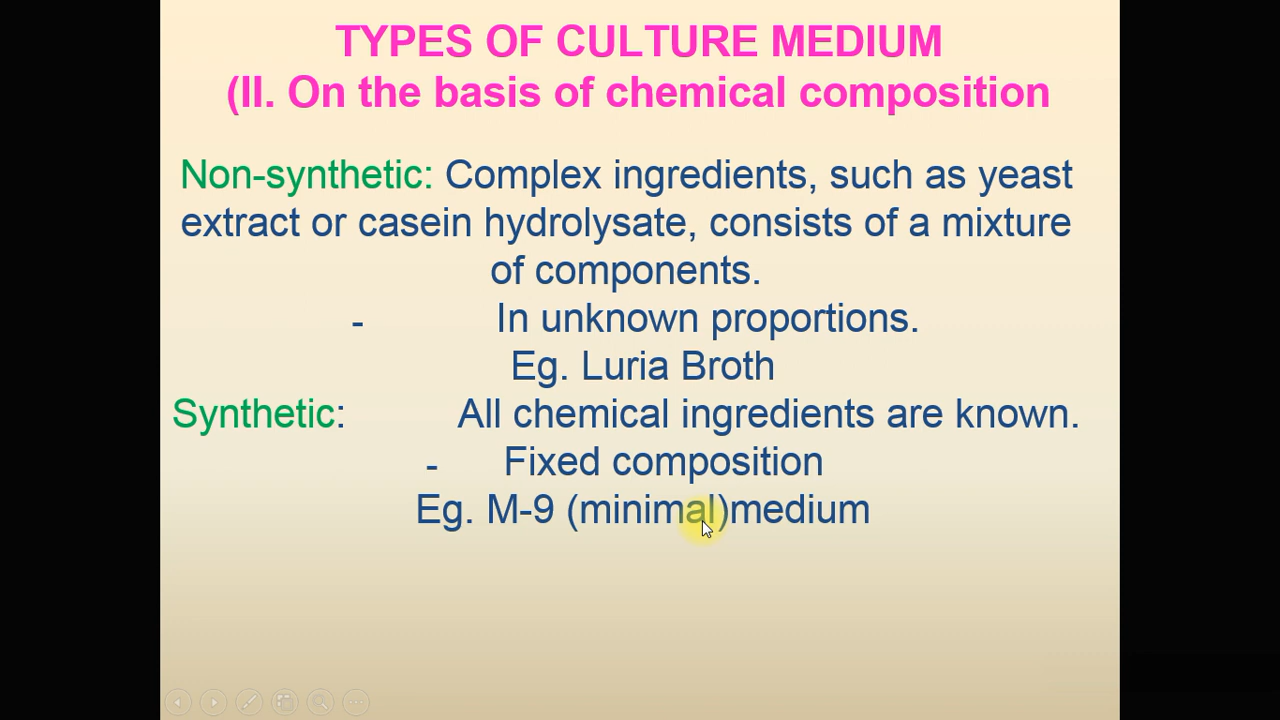 TYPES OF CULTURE MEDIUM
(II. On the basis of chemical composition
Non-synthetic: Complex ingredients, such as yeast
extract or casein hydrolysate, consists of a mixture
of components.
- In unknown proportions.
Eg. Luria Broth
Synthetic: All chemical ingredients are known.
- Fixed composition
Eg. M-9 (minimal)medium